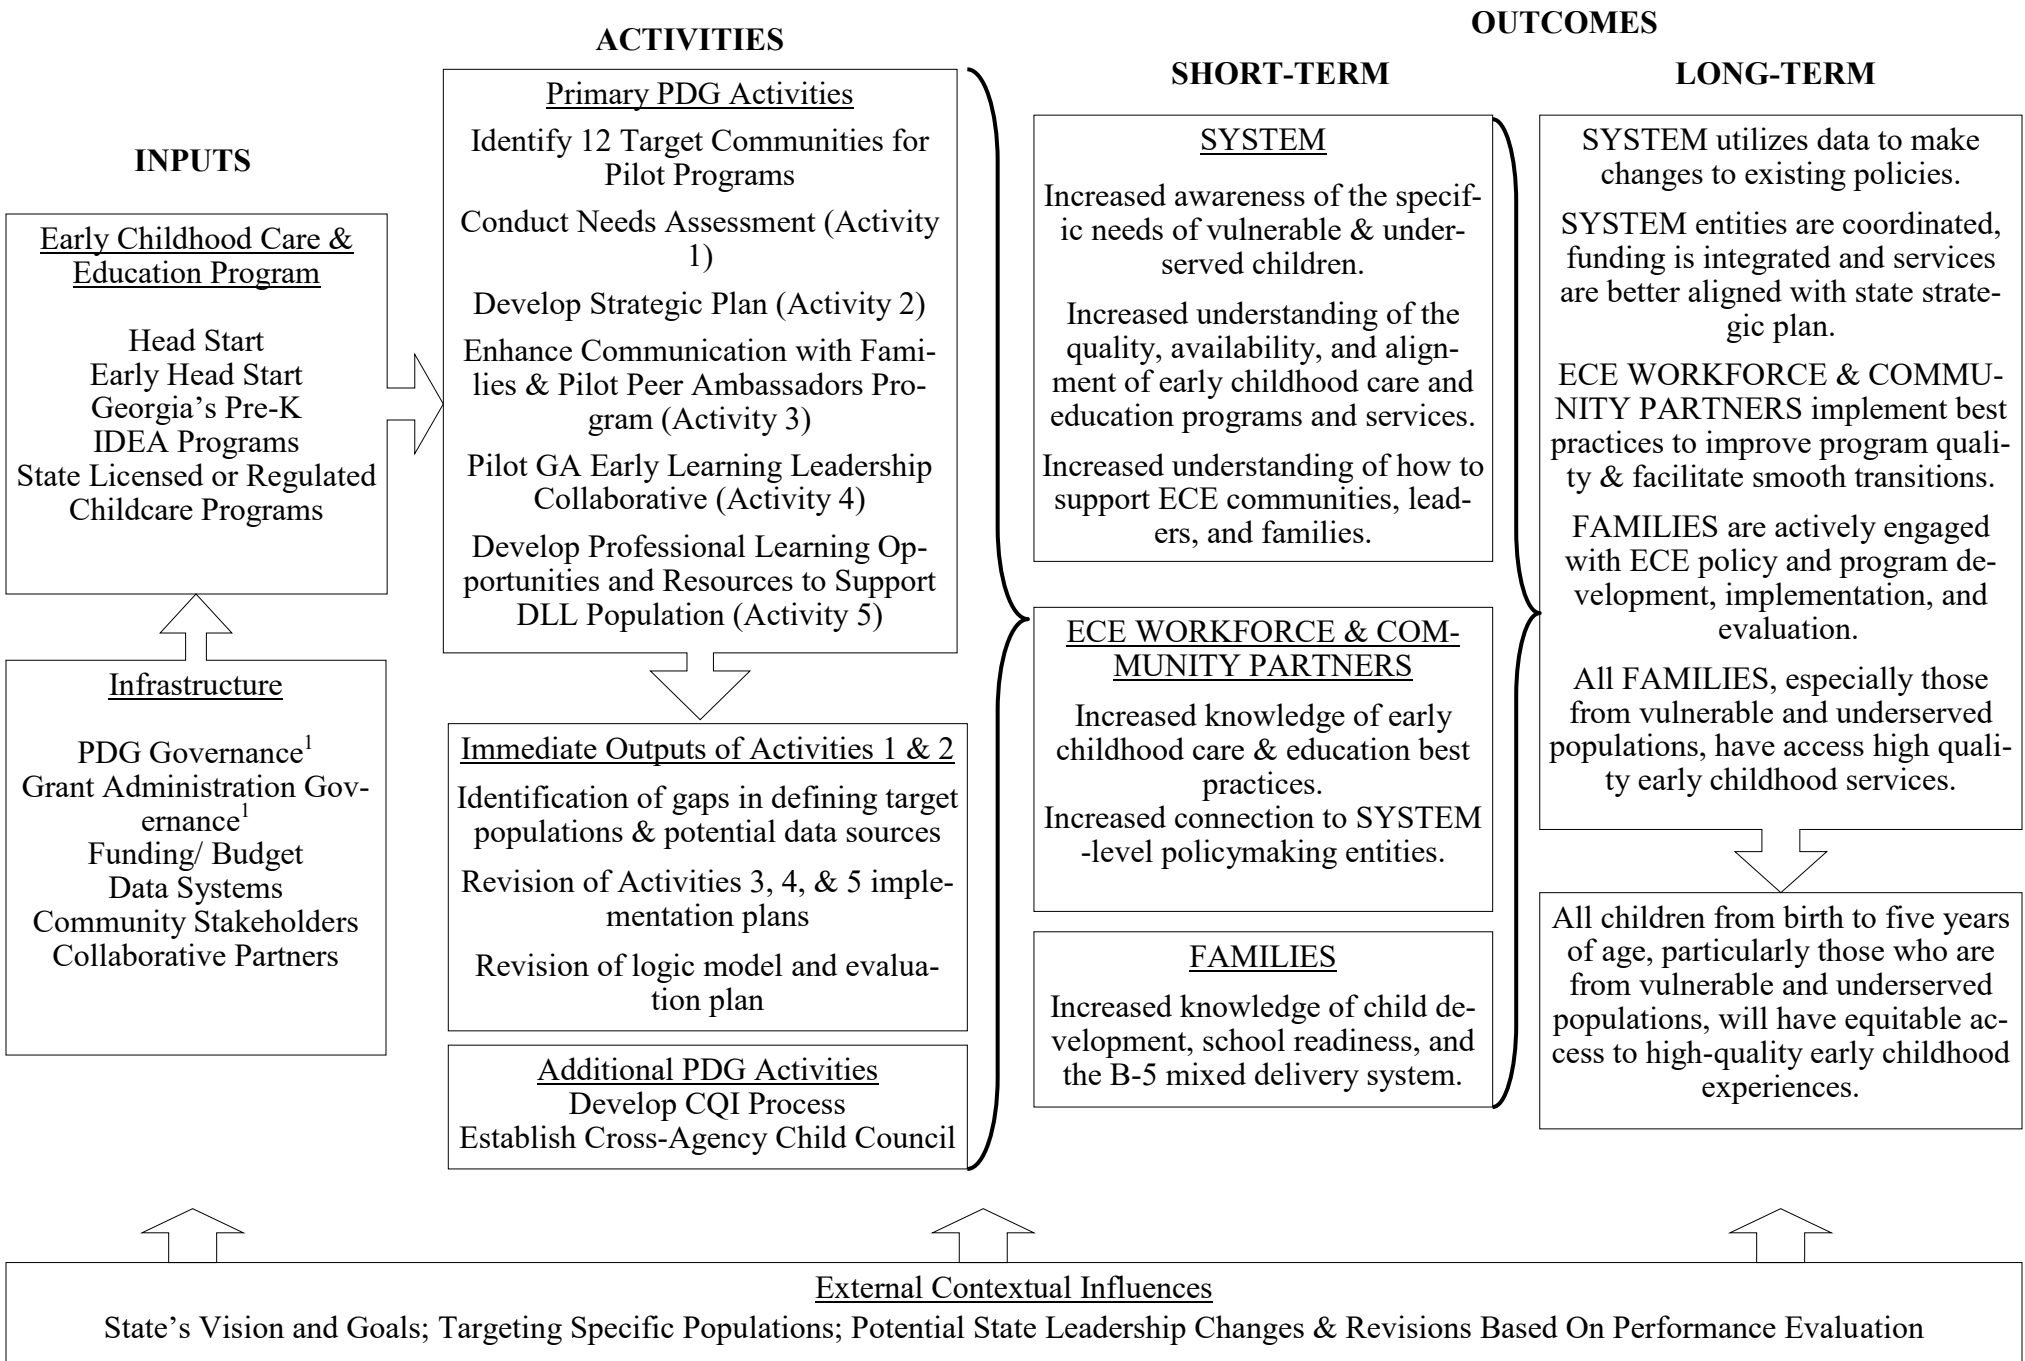 INPUTS
Early Childhood Care &
Education Program
Head Start
Early Head Start
Georgia’s Pre-K
IDEA Programs
State Licensed or Regulated
Childcare Programs
Infrastructure
PDG Governance¹
Grant Administration Gov-
ernance¹
Funding/ Budget
Data Systems
Community Stakeholders
Collaborative Partners
ACTIVITIES
Primary PDG Activities
Identify 12 Target Communities for
Pilot Programs
Conduct Needs Assessment (Activity
1)
Develop Strategic Plan (Activity 2)
Enhance Communication with Fami-
lies & Pilot Peer Ambassadors Pro-
gram (Activity 3)
Pilot GA Early Learning Leadership
Collaborative (Activity 4)
Develop Professional Learning Op-
portunities and Resources to Support
DLL Population (Activity 5)
Immediate Outputs of Activities 1 & 2
Identification of gaps in defining target
populations & potential data sources
Revision of Activities 3, 4, & 5 imple-
mentation plans
Revision of logic model and evalua-
tion plan
Additional PDG Activities
Develop CQI Process
Establish Cross-Agency Child Council
OUTCOMES
SHORT-TERM
SYSTEM
Increased awareness of the specif-
ic needs of vulnerable & under-
served children.
Increased understanding of the
quality, availability, and align-
ment of early childhood care and
education programs and services.
Increased understanding of how to
support ECE communities, lead-
ers, and families.
ECE WORKFORCE & COM-
MUNITY PARTNERS
Increased knowledge of early
childhood care & education best
practices.
Increased connection to SYSTEM
-level policymaking entities.
FAMILIES
Increased knowledge of child de-
velopment, school readiness, and
the B-5 mixed delivery system.
LONG-TERM
SYSTEM utilizes data to make
changes to existing policies.
SYSTEM entities are coordinated,
funding is integrated and services
are better aligned with state strate-
gic plan.
ECE WORKFORCE & COMMU-
NITY PARTNERS implement best
practices to improve program quali-
ty & facilitate smooth transitions.
FAMILIES are actively engaged
with ECE policy and program de-
velopment, implementation, and
evaluation.
All FAMILIES, especially those
from vulnerable and underserved
populations, have access high quali-
ty early childhood services.
All children from birth to five years
of age, particularly those who are
from vulnerable and underserved
populations, will have equitable ac-
cess to high-quality early childhood
experiences.
External Contextual Influences
State’s Vision and Goals; Targeting Specific Populations; Potential State Leadership Changes & Revisions Based On Performance Evaluation